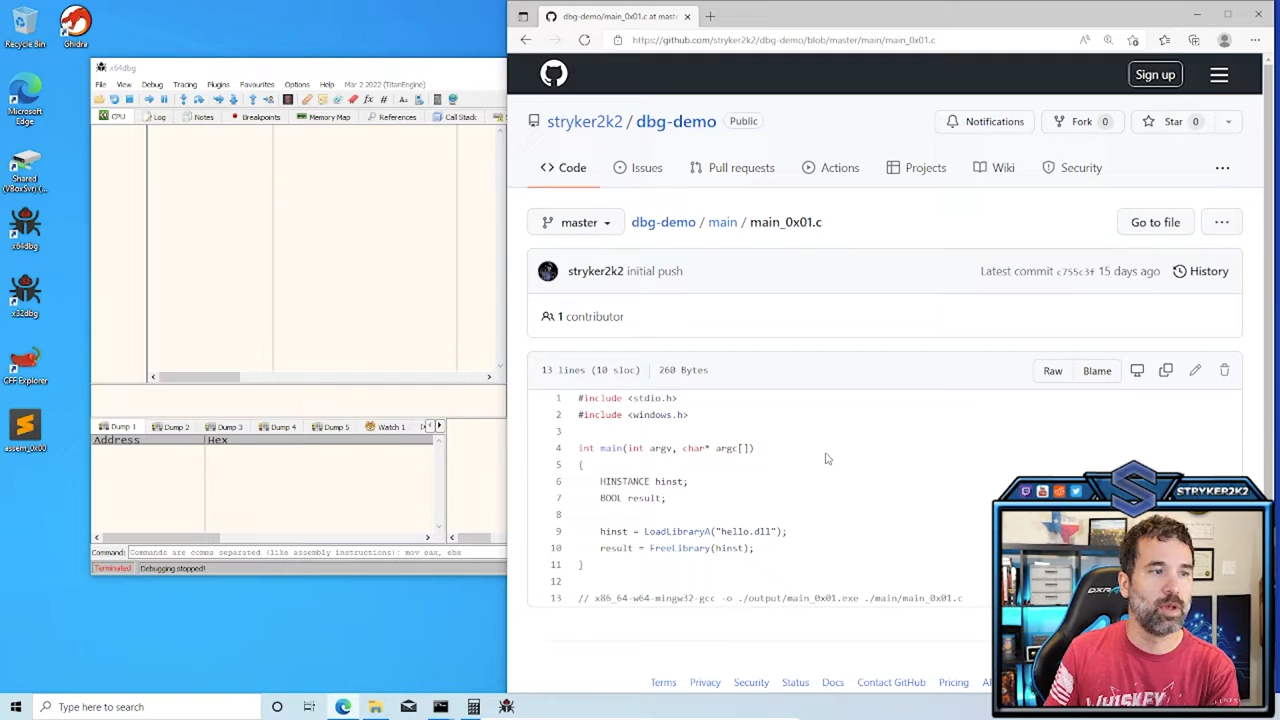 Recycle Bin
Ghidra
Microsoft
Edge
Shared
(VBoxSvr) (...
x64dbg
x32dbg
CFF Explorer
assem_0x00
x64dbg
File View Debug Tracing Plugins Favourites Options Help Mar 2 2022 (TitanEngine)
CPU Log Notes Breakpoints Memory Map References Call Stack
Dump 1 Dump 2 Dump 3 Dump 4 Dump 5 Watch 1
Address Hex
Command: Commands are comma separated (like assembly instructions): mov eax, ebx
Terminated Debugging stopped!
dbg-demo/main_0x01.c at mast
https://github.com/stryker2k2/dbg-demo/blob/master/main/main_0x01.c
Sign up
stryker2k2 / dbg-demo Public
Notifications Fork 0 Star 0
Code Issues Pull requests Actions Projects Wiki Security
master dbg-demo / main / main_0x01.c Go to file
stryker2k2 initial push Latest commit c755c3f 15 days ago History
1 contributor
13 lines (10 sloc) 260 Bytes Raw Blame
1 #include <stdio.h>
2 #include <windows.h>
3
4 int main(int argv, char* argc[])
5 {
6 HINSTANCE hinst;
7 BOOL result;
8
9 hinst = LoadLibraryA("hello.dll");
10 result = FreeLibrary(hinst);
11 }
12
13 // x86_64-w64-mingw32-gcc -o ./output/main_0x01.exe ./main/main_0x01.c
Terms Privacy Security Status Docs Contact GitHub Pricing
STRYKER2K2
DXRA
WHISKEY
Type here to search